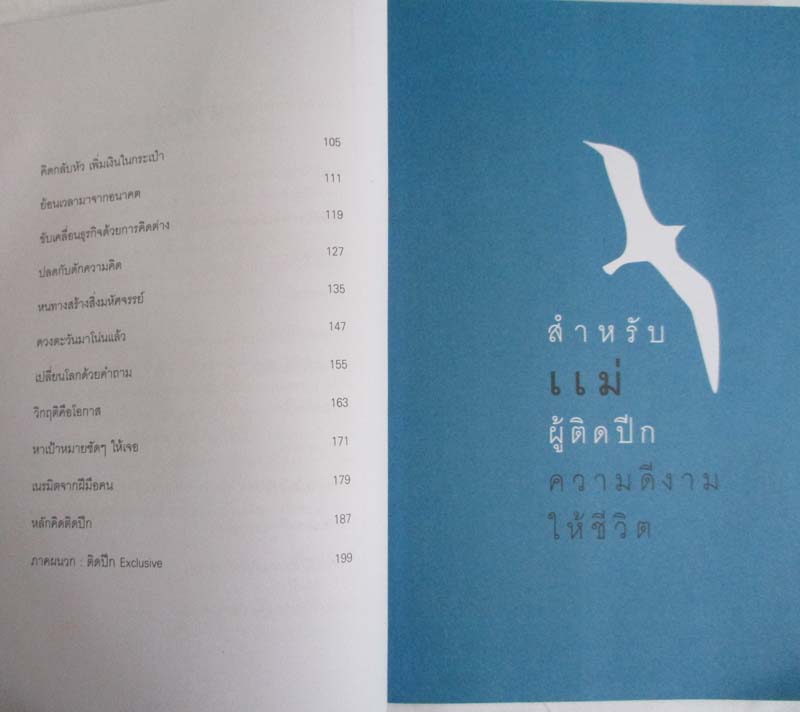 คิดกลับหัว เพิ่มเงินในกระเป๋า 105
ย้อนเวลามาจากอนาคต 111
ขับเคลื่อนธุรกิจด้วยการคิดต่าง 119
ปลดกับดักความคิด 127
หนทางสร้างสิ่งมหัศจรรย์ 135
ดวงตะวันมาโน่นแล้ว 147
เปลี่ยนโลกด้วยคำถาม 155
วิกฤติคือโอกาส 163
หาเป้าหมายชัดๆ ให้เจอ 171
เนรมิตจากฝีมือคน 179
หลักคิดติดปีก 187
ภาคผนวก : ติดปีก Exclusive 199
สำหรับ
แม่
ผู้ติดปีก
ความดีงาม
ให้ชีวิต